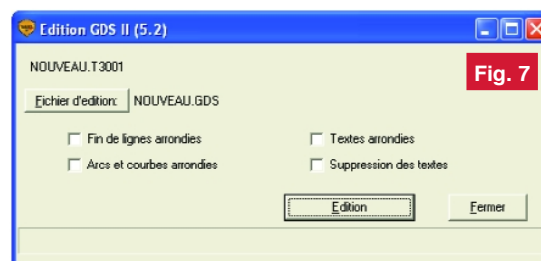 Edition GDS II (5.2)
NOUVEAU.T3001
Fig. 7
Fichier d'edition: NOUVEAU.GDS
Fin de lignes arrondies
Textes arrondies
Arcs et courbes arrondies
Suppression des textes
Edition
Fermer